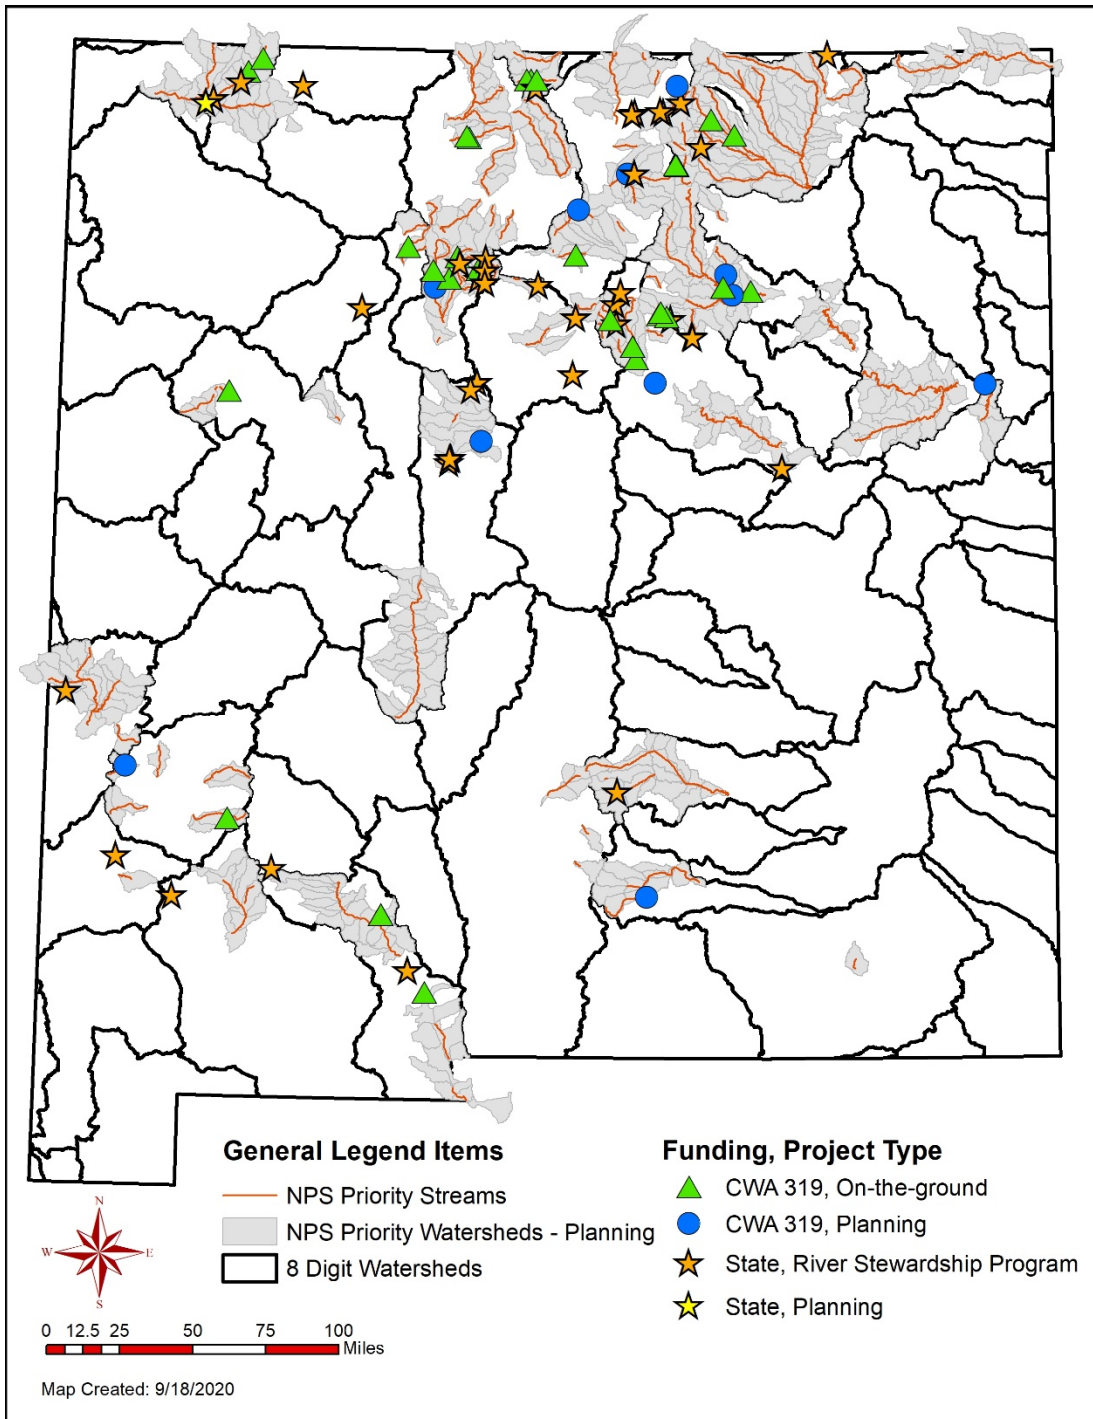 General Legend Items
NPS Priority Streams
NPS Priority Watersheds - Planning
8 Digit Watersheds
Funding, Project Type
CWA 319, On-the-ground
CWA 319, Planning
State, River Stewardship Program
State, Planning
N
W E
S
0 12.5 25 50 75 100
Miles
Map Created: 9/18/2020